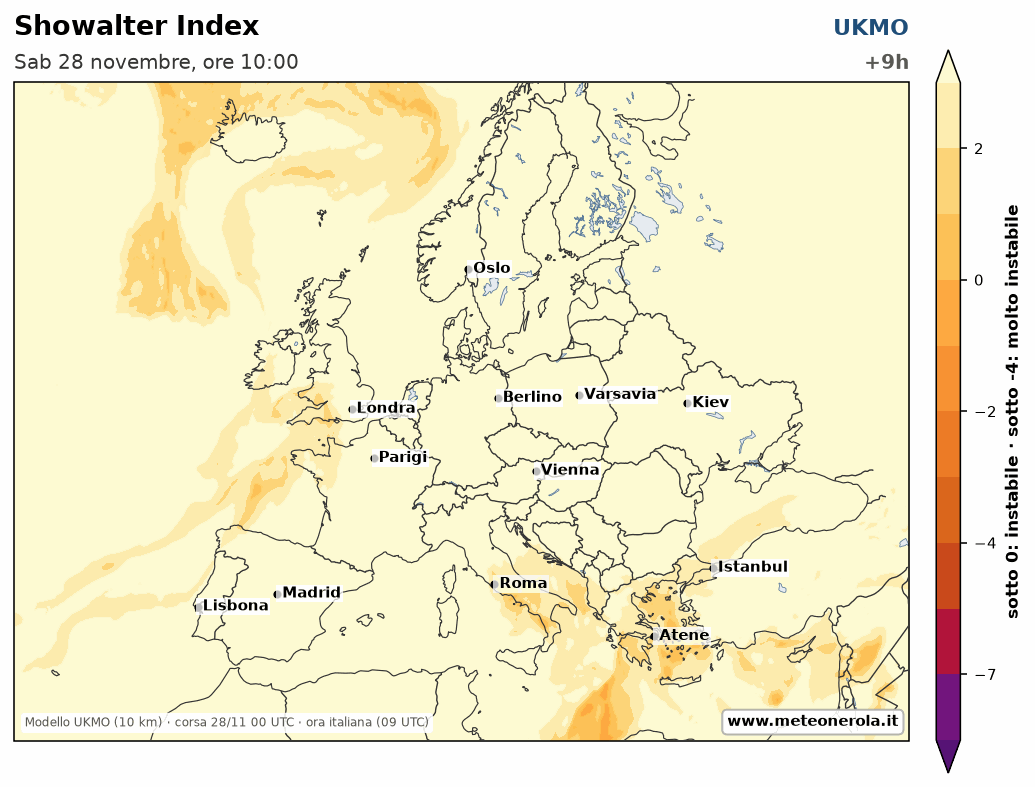 Showalter Index
UKMO
Sab 28 novembre, ore 10:00
+9h
Oslo
Londra
Berlino
Varsavia
Kiev
Parigi
Vienna
Istanbul
Roma
Madrid
Lisbona
Atene
Modello UKMO (10 km) · corsa 28/11 00 UTC · ora italiana (09 UTC)
www.meteonerola.it
2
0
−2
−4
−7
sotto 0: instabile · sotto -4: molto instabile